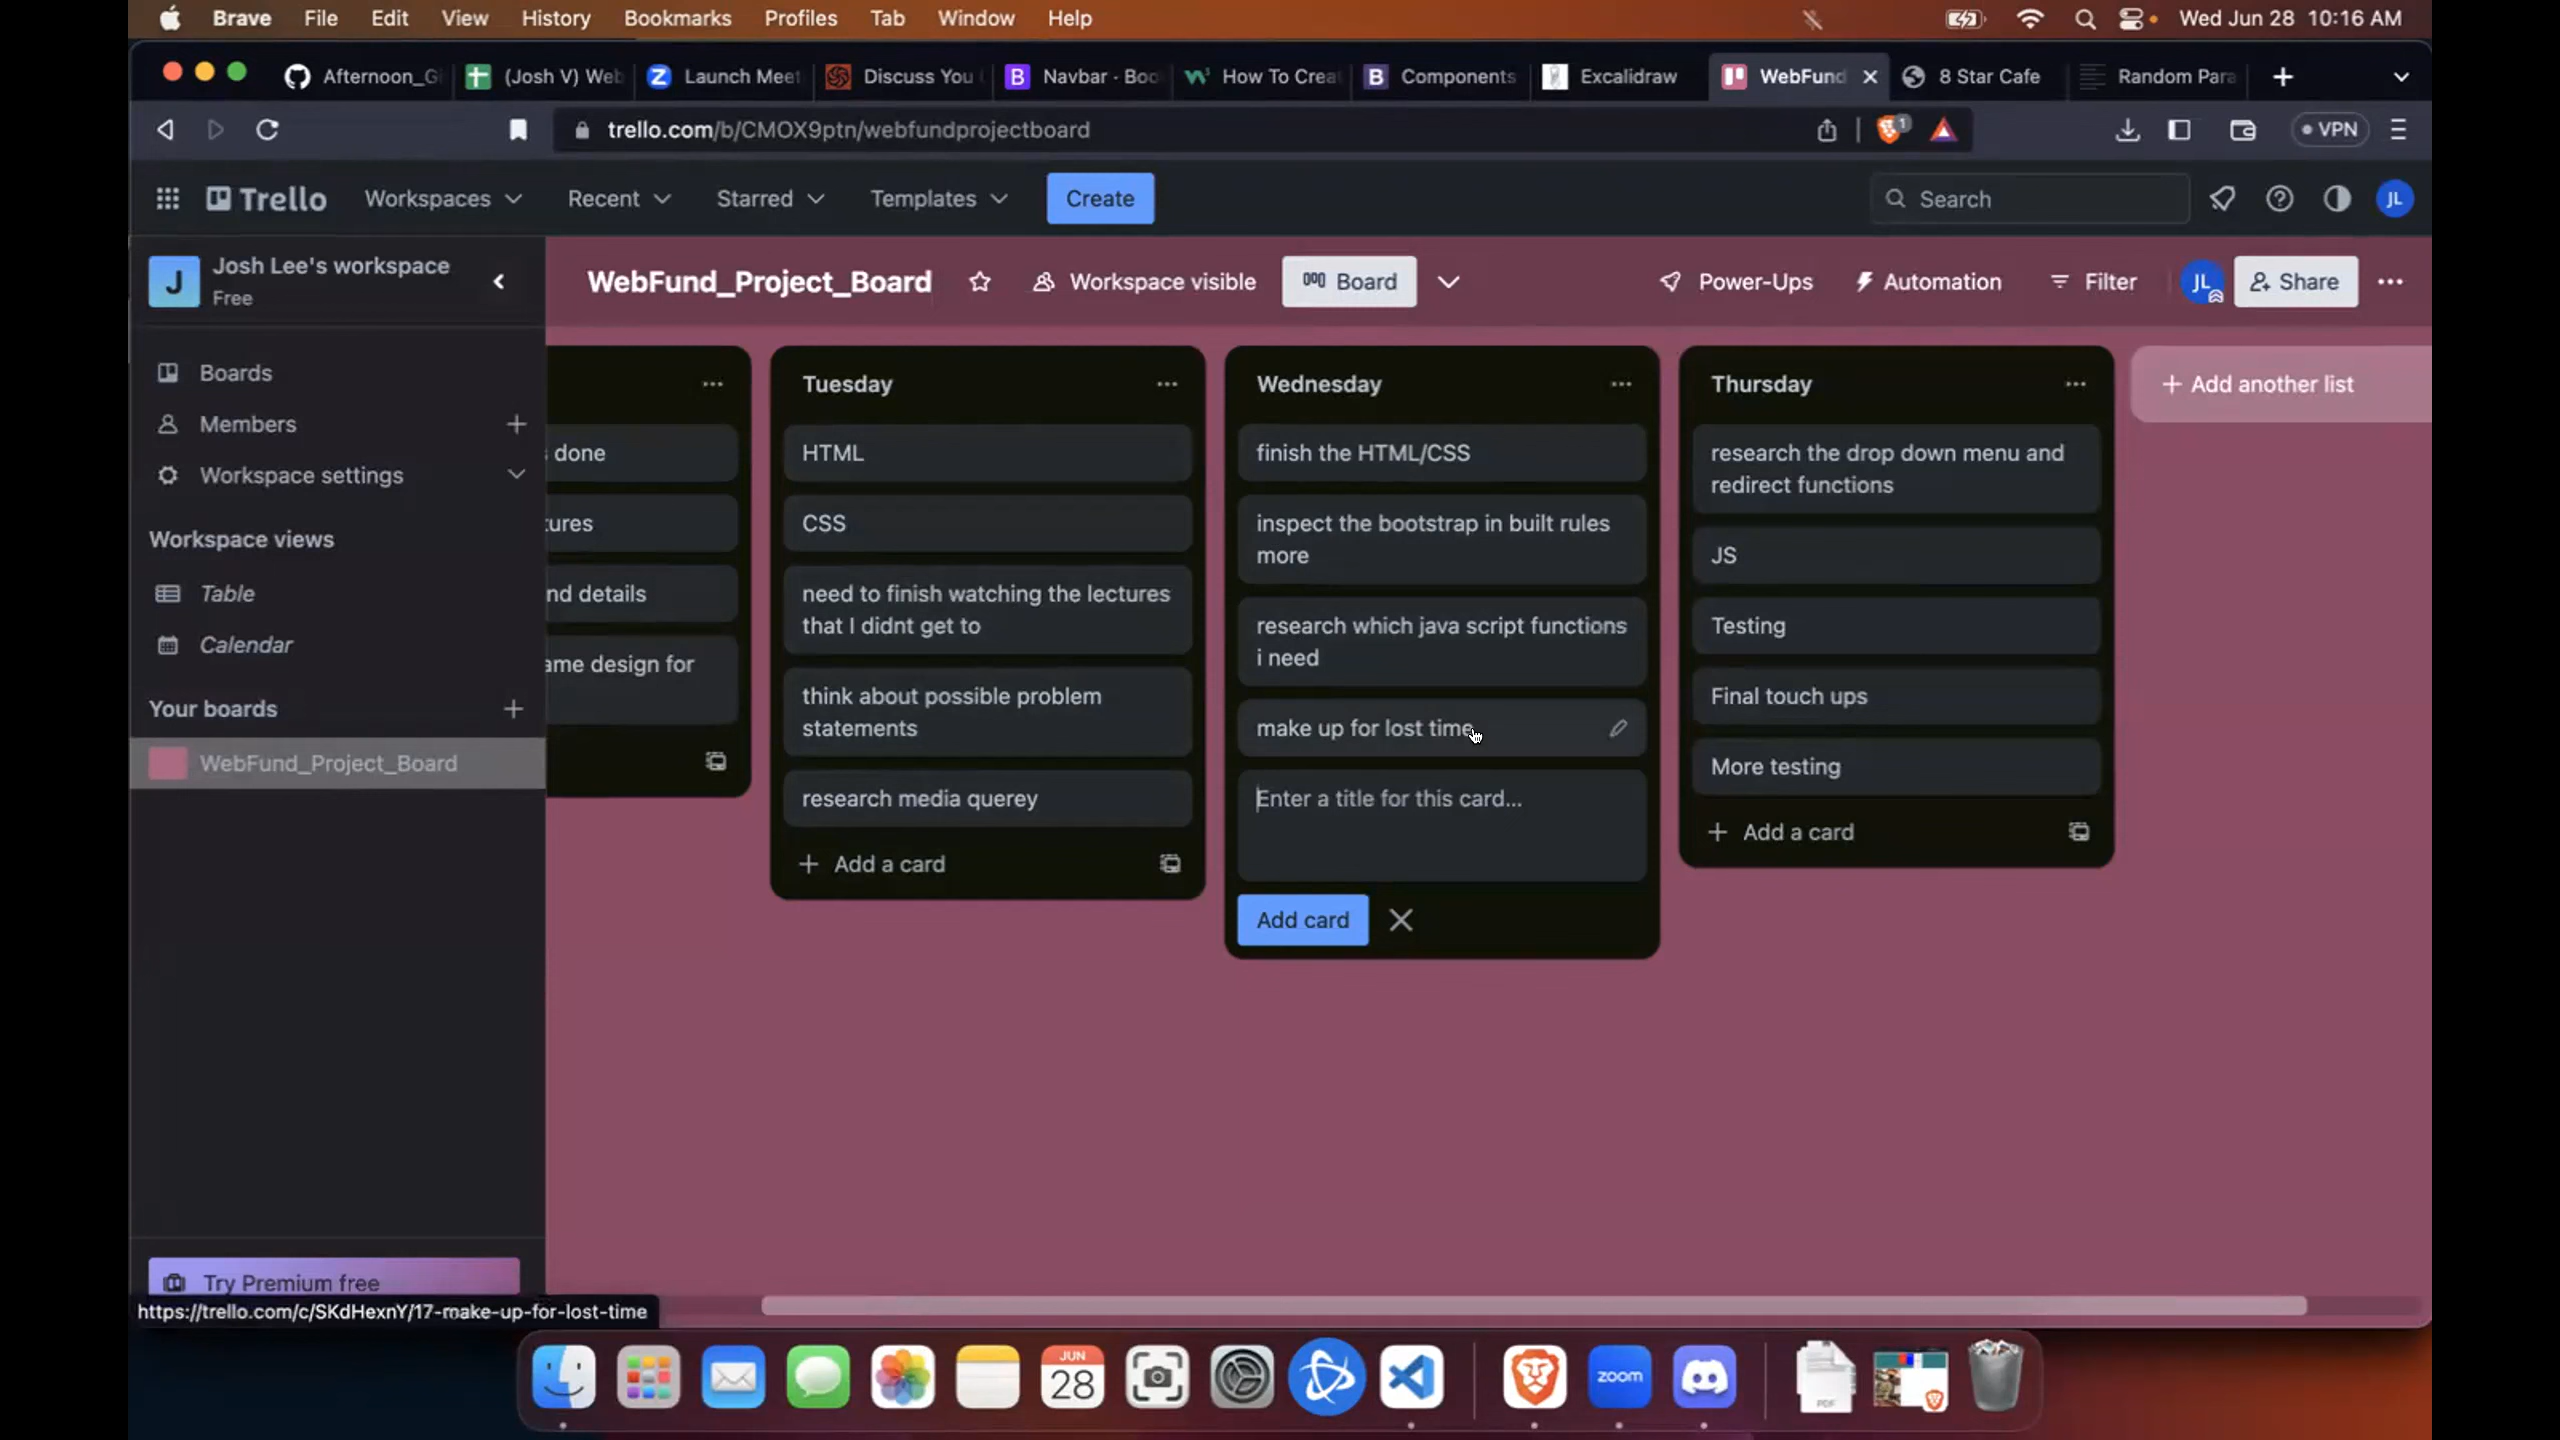 Brave File Edit View History Bookmarks Profiles Tab Window Help
Wed Jun 28 10:16 AM
Afternoon_G
(Josh V) Web
Launch Meet
Discuss You
Navbar · Boo
How To Crea
Components
Excalidraw
WebFund
8 Star Cafe
Random Para
trello.com/b/CMOX9ptn/webfundprojectboard
1
VPN
Trello
Workspaces
Recent
Starred
Templates
Create
Search
JL
J
Josh Lee's workspace
Free
WebFund_Project_Board
Workspace visible
Board
Power-Ups
Automation
Filter
JL
Share
Boards
Members
Workspace settings
Workspace views
Table
Calendar
Your boards
WebFund_Project_Board
Try Premium free
https://trello.com/c/SKdHexnY/17-make-up-for-lost-time
done
tures
nd details
ame design for
Tuesday
HTML
CSS
need to finish watching the lectures
that I didnt get to
think about possible problem
statements
research media querey
+ Add a card
Wednesday
finish the HTML/CSS
inspect the bootstrap in built rules
more
research which java script functions
i need
make up for lost time
Enter a title for this card...
Add card
Thursday
research the drop down menu and
redirect functions
JS
Testing
Final touch ups
More testing
+ Add a card
+ Add another list
JUN
28
zoom
PDF